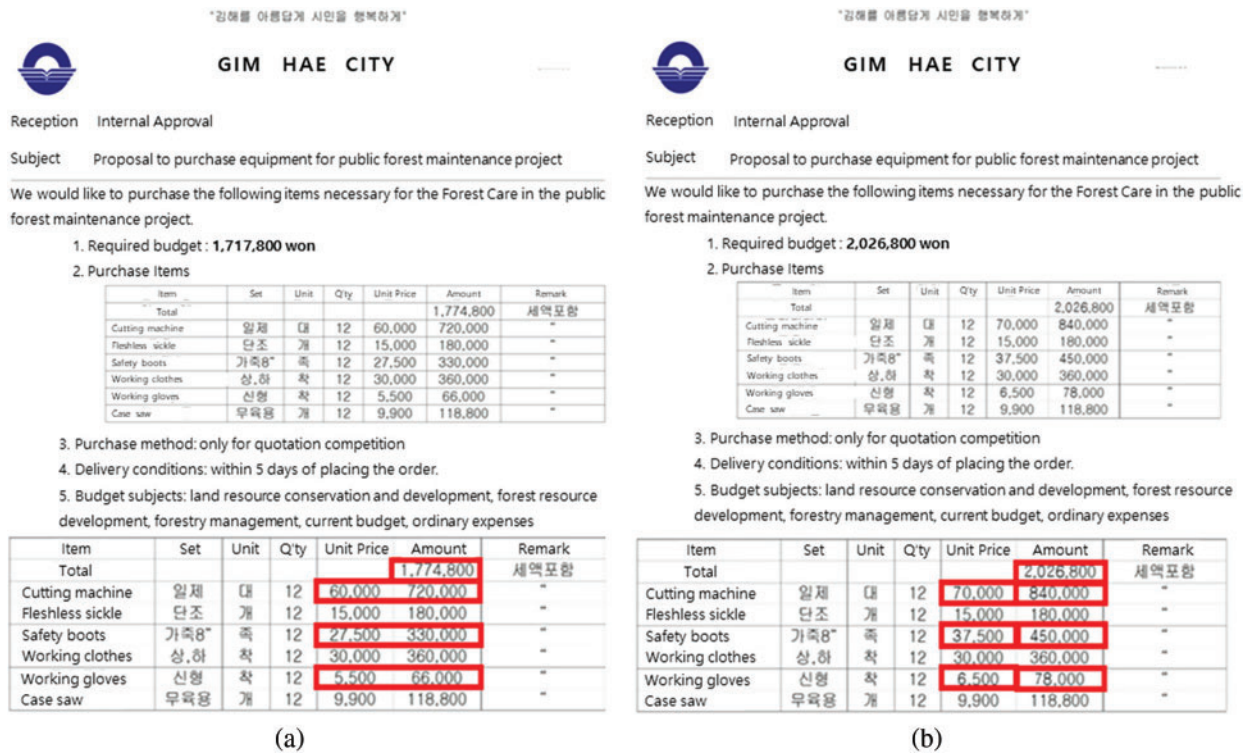 "김해를 아름답게 시민을 행복하게"
GIM HAE CITY
Reception Internal Approval
Subject Proposal to purchase equipment for public forest maintenance project
We would like to purchase the following items necessary for the Forest Care in the public
forest maintenance project.
1. Required budget : 1,717,800 won
2. Purchase Items
Item Set Unit Q'ty Unit Price Amount Remark
Total 1,774,800 세액포함
Cutting machine 일제 대 12 60,000 720,000 "
Fleshless sickle 단조 개 12 15,000 180,000 "
Safety boots 가죽8" 족 12 27,500 330,000 "
Working clothes 상,하 착 12 30,000 360,000 "
Working gloves 신형 착 12 5,500 66,000 "
Case saw 무육용 개 12 9,900 118,800 "
3. Purchase method: only for quotation competition
4. Delivery conditions: within 5 days of placing the order.
5. Budget subjects: land resource conservation and development, forest resource
development, forestry management, current budget, ordinary expenses
Item Set Unit Q'ty Unit Price Amount Remark
Total 1,774,800 세액포함
Cutting machine 일제 대 12 60,000 720,000 "
Fleshless sickle 단조 개 12 15,000 180,000 "
Safety boots 가죽8" 족 12 27,500 330,000 "
Working clothes 상,하 착 12 30,000 360,000 "
Working gloves 신형 착 12 5,500 66,000 "
Case saw 무육용 개 12 9,900 118,800 "
(a)
"김해를 아름답게 시민을 행복하게"
GIM HAE CITY
Reception Internal Approval
Subject Proposal to purchase equipment for public forest maintenance project
We would like to purchase the following items necessary for the Forest Care in the public
forest maintenance project.
1. Required budget : 2,026,800 won
2. Purchase Items
Item Set Unit Q'ty Unit Price Amount Remark
Total 2,026,800 세액포함
Cutting machine 일제 대 12 70,000 840,000 "
Fleshless sickle 단조 개 12 15,000 180,000 "
Safety boots 가죽8" 족 12 37,500 450,000 "
Working clothes 상,하 착 12 30,000 360,000 "
Working gloves 신형 착 12 6,500 78,000 "
Case saw 무육용 개 12 9,900 118,800 "
3. Purchase method: only for quotation competition
4. Delivery conditions: within 5 days of placing the order.
5. Budget subjects: land resource conservation and development, forest resource
development, forestry management, current budget, ordinary expenses
Item Set Unit Q'ty Unit Price Amount Remark
Total 2,026,800 세액포함
Cutting machine 일제 대 12 70,000 840,000 "
Fleshless sickle 단조 개 12 15,000 180,000 "
Safety boots 가죽8" 족 12 37,500 450,000 "
Working clothes 상,하 착 12 30,000 360,000 "
Working gloves 신형 착 12 6,500 78,000 "
Case saw 무육용 개 12 9,900 118,800 "
(b)